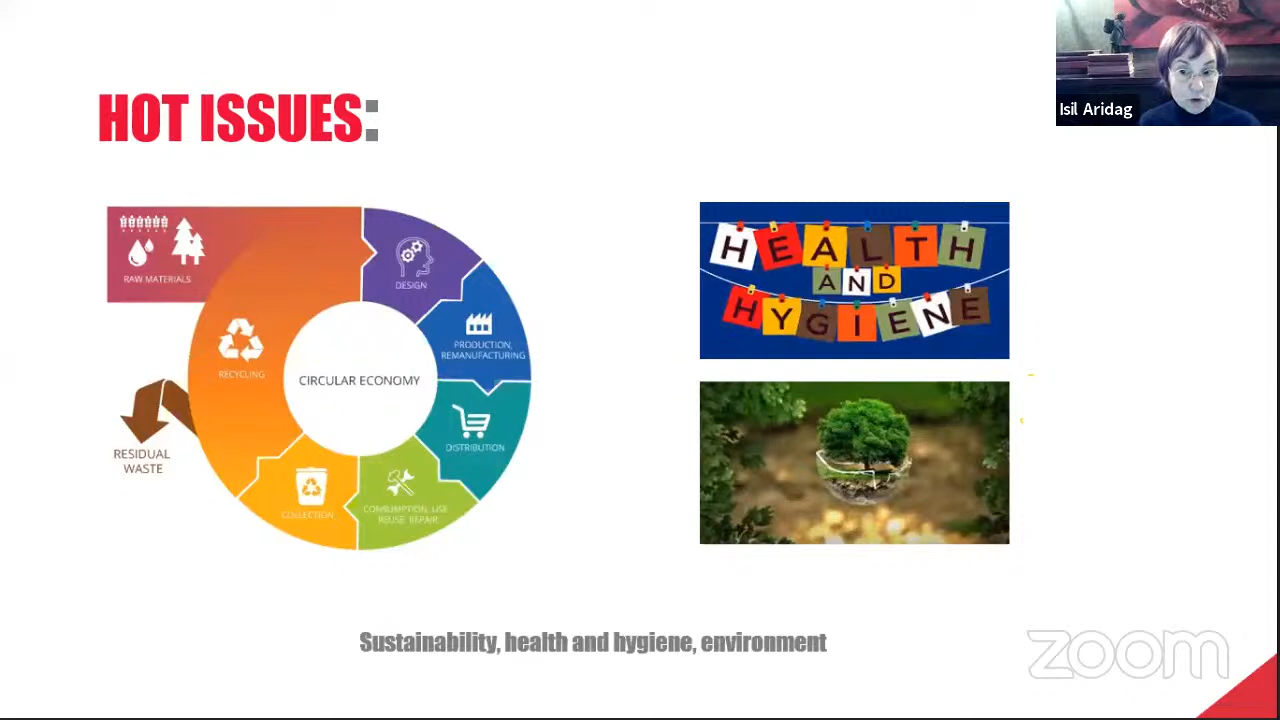 HOT ISSUES:
Isil Aridag
RAW MATERIALS
DESIGN
PRODUCTION,
REMANUFACTURING
RECYCLING
CIRCULAR ECONOMY
DISTRIBUTION
RESIDUAL
WASTE
COLLECTION
CONSUMPTION, USE
REUSE, REPAIR
HEALTH
AND
HYGIENE
Sustainability, health and hygiene, environment
zoom